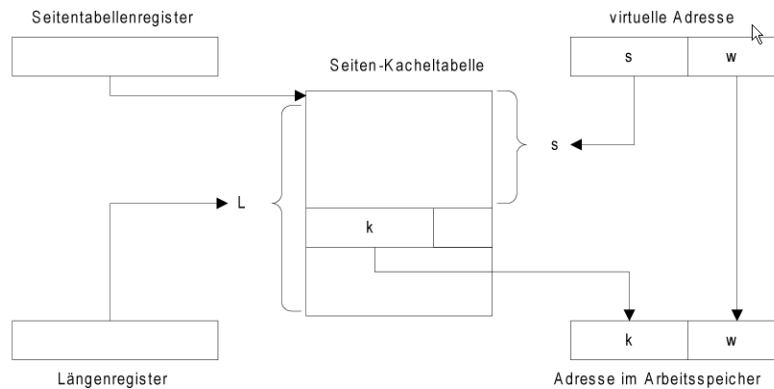 Seitentabellenregister
virtuelle Adresse
s
w
Seiten-Kacheltabelle
s
L
k
k
w
Längenregister
Adresse im Arbeitsspeicher